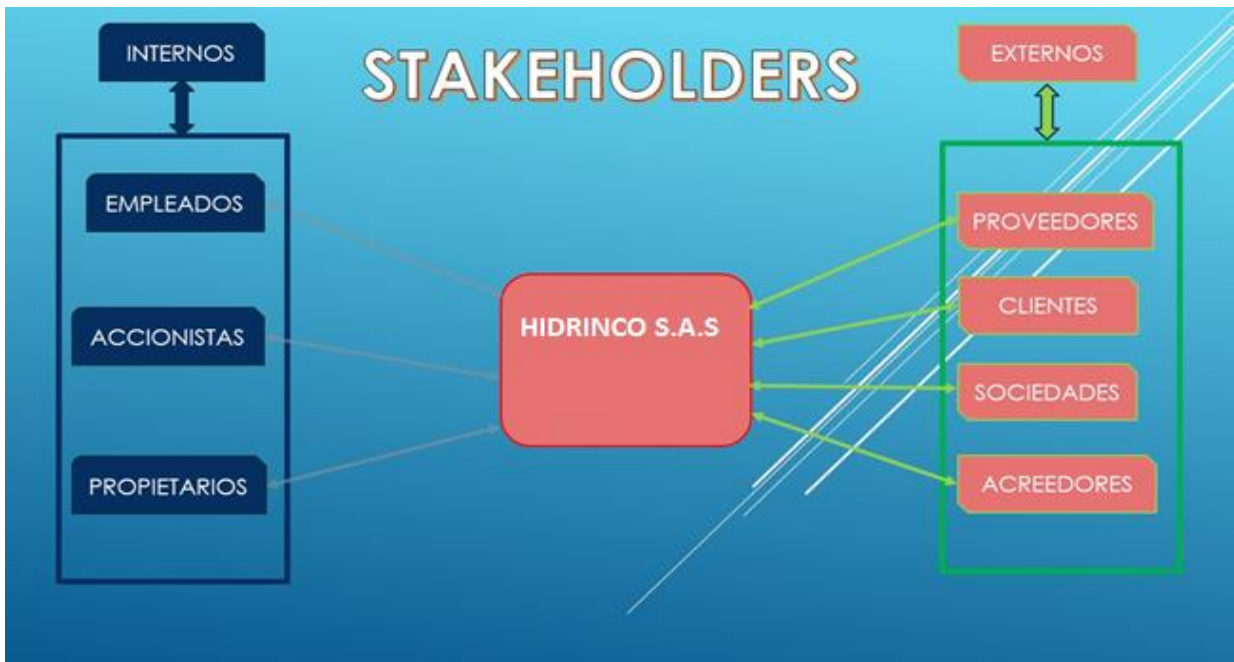 STAKEHOLDERS
INTERNOS
EMPLEADOS
ACCIONISTAS
PROPIETARIOS
HIDRINCO S.A.S
EXTERNOS
PROVEEDORES
CLIENTES
SOCIEDADES
ACREEDORES